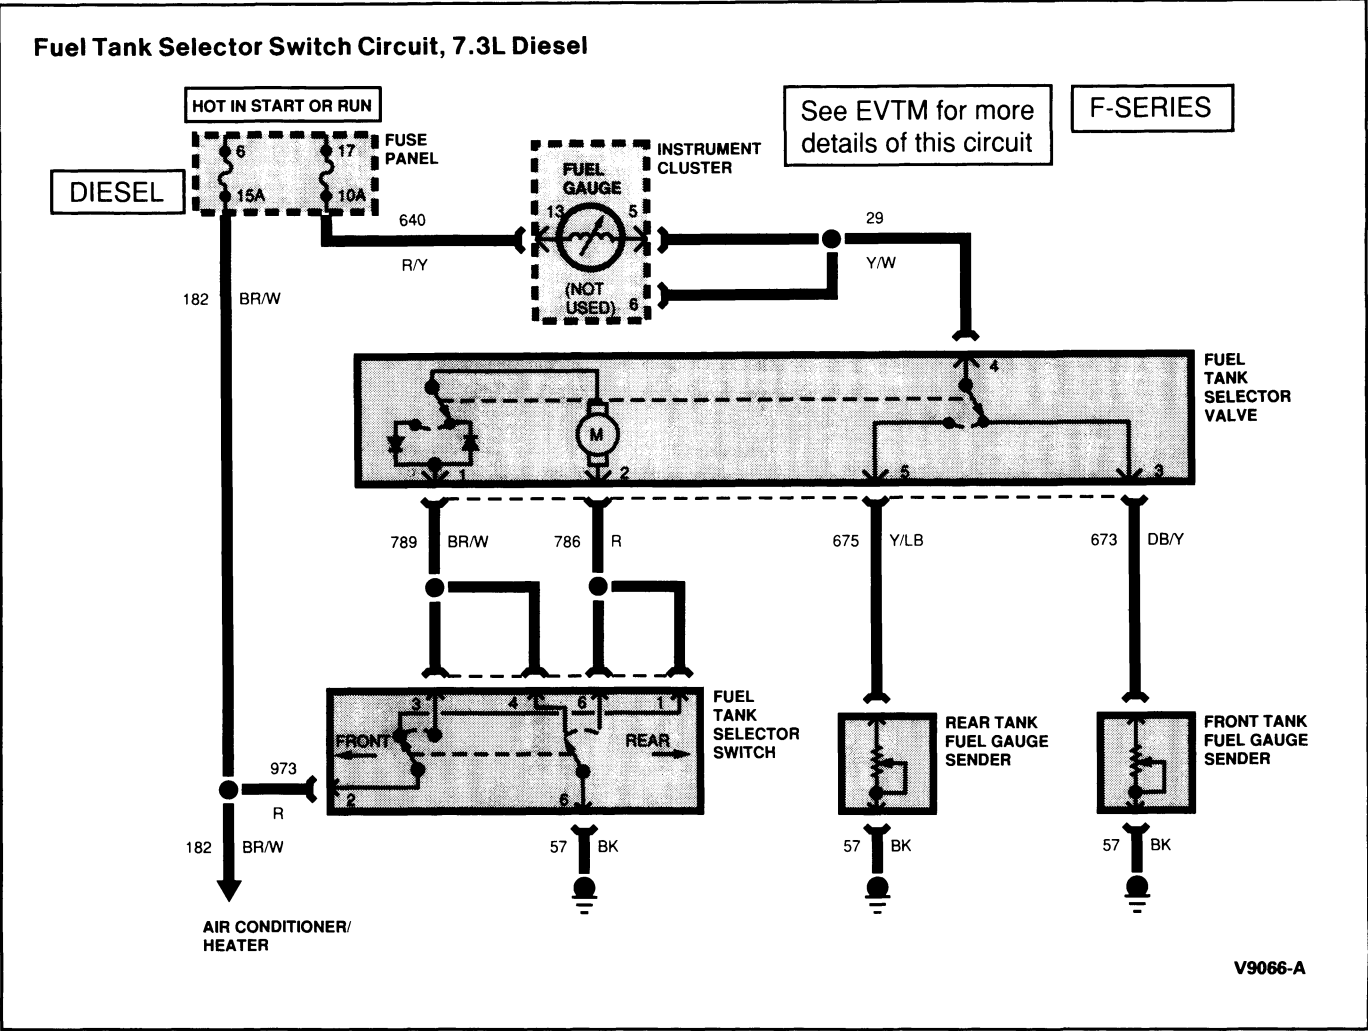 Fuel Tank Selector Switch Circuit, 7.3L Diesel
HOT IN START OR RUN
See EVTM for more
details of this circuit
F-SERIES
DIESEL
FUSE
PANEL
6
15A
17
10A
INSTRUMENT
CLUSTER
FUEL
GAUGE
13
5
(NOT
USED)
6
640
R/Y
29
Y/W
182
BR/W
FUEL
TANK
SELECTOR
VALVE
4
M
1
2
5
3
789
BR/W
786
R
675
Y/LB
673
DB/Y
FUEL
TANK
SELECTOR
SWITCH
3
4
6
1
FRONT
REAR
2
6
973
R
REAR TANK
FUEL GAUGE
SENDER
FRONT TANK
FUEL GAUGE
SENDER
182
BR/W
57
BK
57
BK
57
BK
AIR CONDITIONER/
HEATER
V9066-A